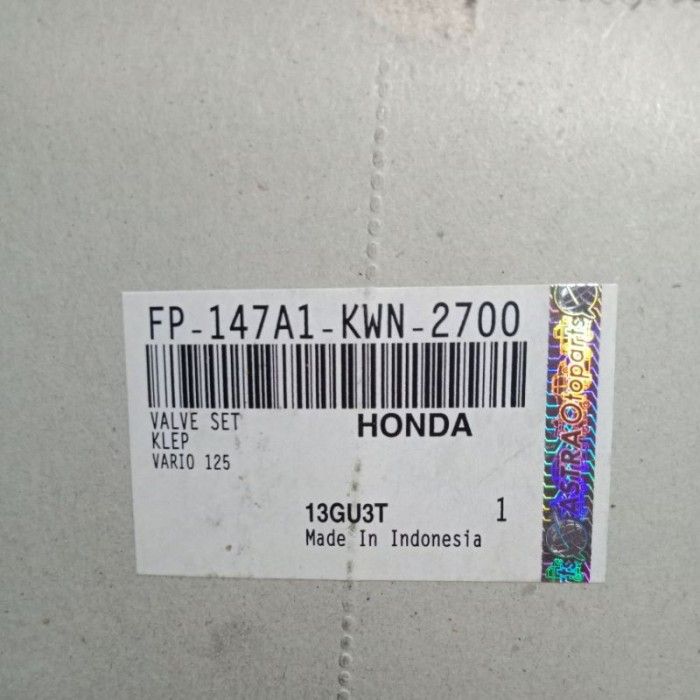 FP-147A1-KWN-2700
VALVE SET
HONDA
KLEP
VARIO 125
13GU3T
1
Made In Indonesia
ASTRA Otoparts